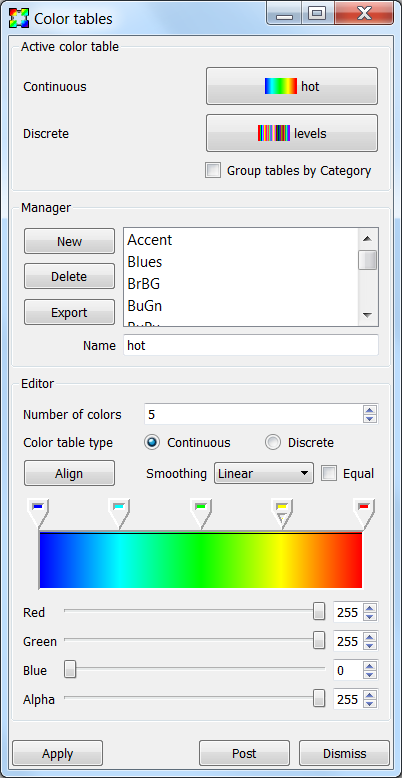 Color tables
Active color table
Continuous hot
Discrete levels
Group tables by Category
Manager
New
Delete
Export
Accent
Blues
BrBG
BuGn
Name hot
Editor
Number of colors 5
Color table type Continuous Discrete
Align Smoothing Linear Equal
Red 255
Green 255
Blue 0
Alpha 255
Apply Post Dismiss